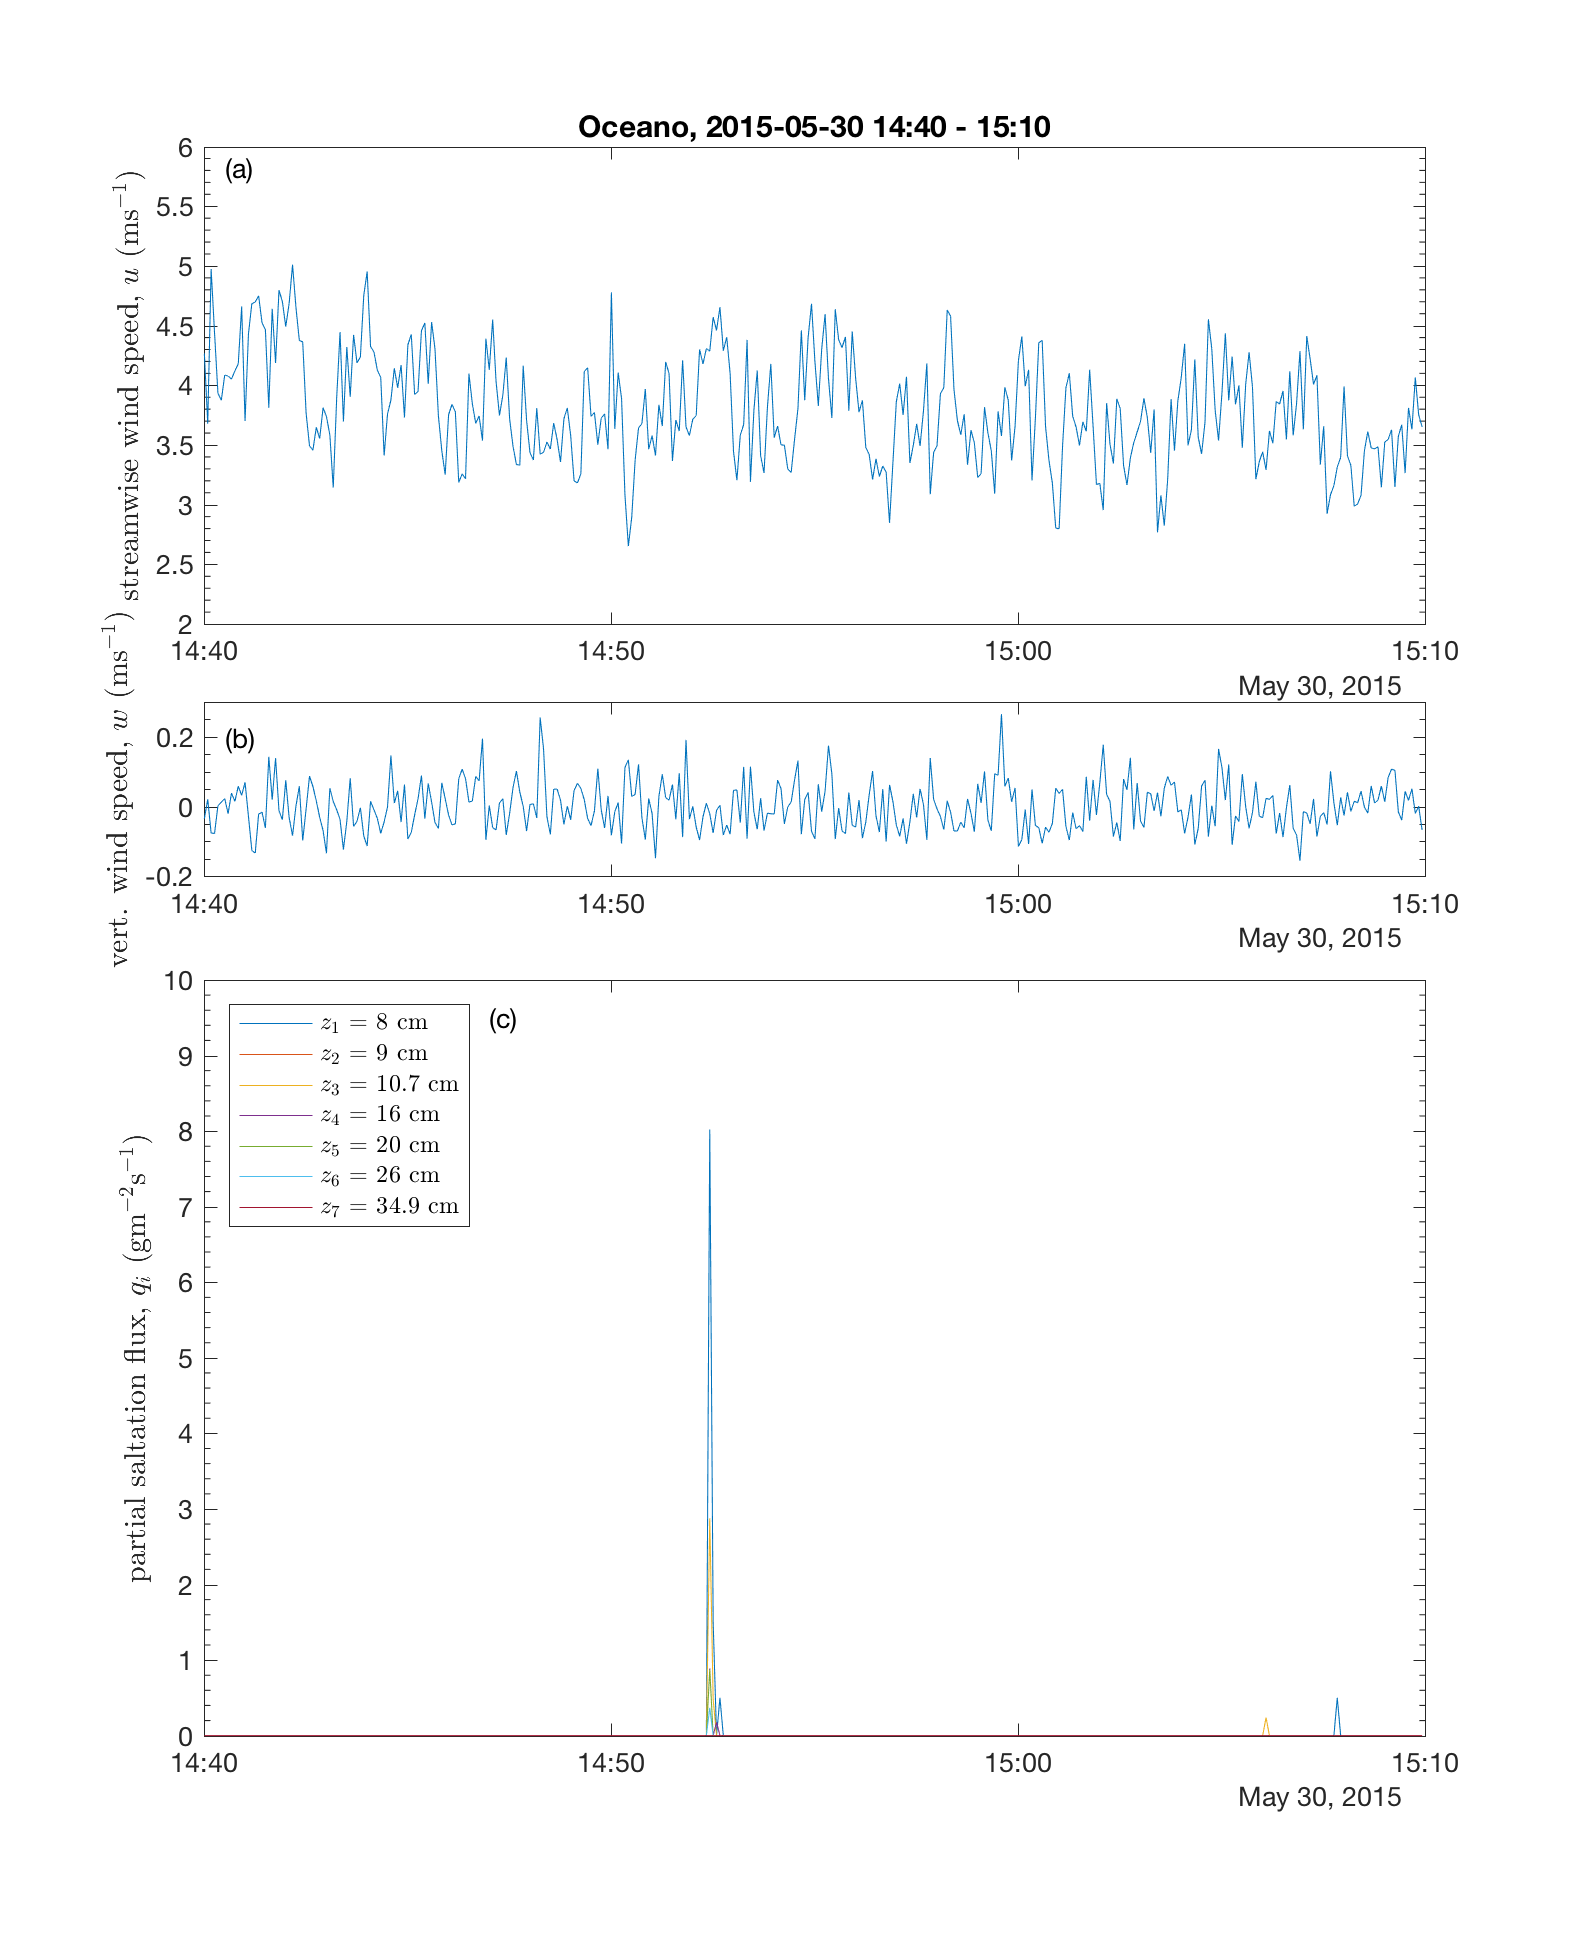 Oceano, 2015-05-30 14:40 - 15:10
(a)
streamwise wind speed, u (ms⁻¹)
6
5.5
5
4.5
4
3.5
3
2.5
2
14:40 14:50 15:00 15:10
May 30, 2015
(b)
vert. wind speed, w (ms⁻¹)
0.2
0
-0.2
14:40 14:50 15:00 15:10
May 30, 2015
(c)
partial saltation flux, qᵢ (gm⁻²s⁻¹)
10
9
8
7
6
5
4
3
2
1
0
z₁ = 8 cm
z₂ = 9 cm
z₃ = 10.7 cm
z₄ = 16 cm
z₅ = 20 cm
z₆ = 26 cm
z₇ = 34.9 cm
14:40 14:50 15:00 15:10
May 30, 2015